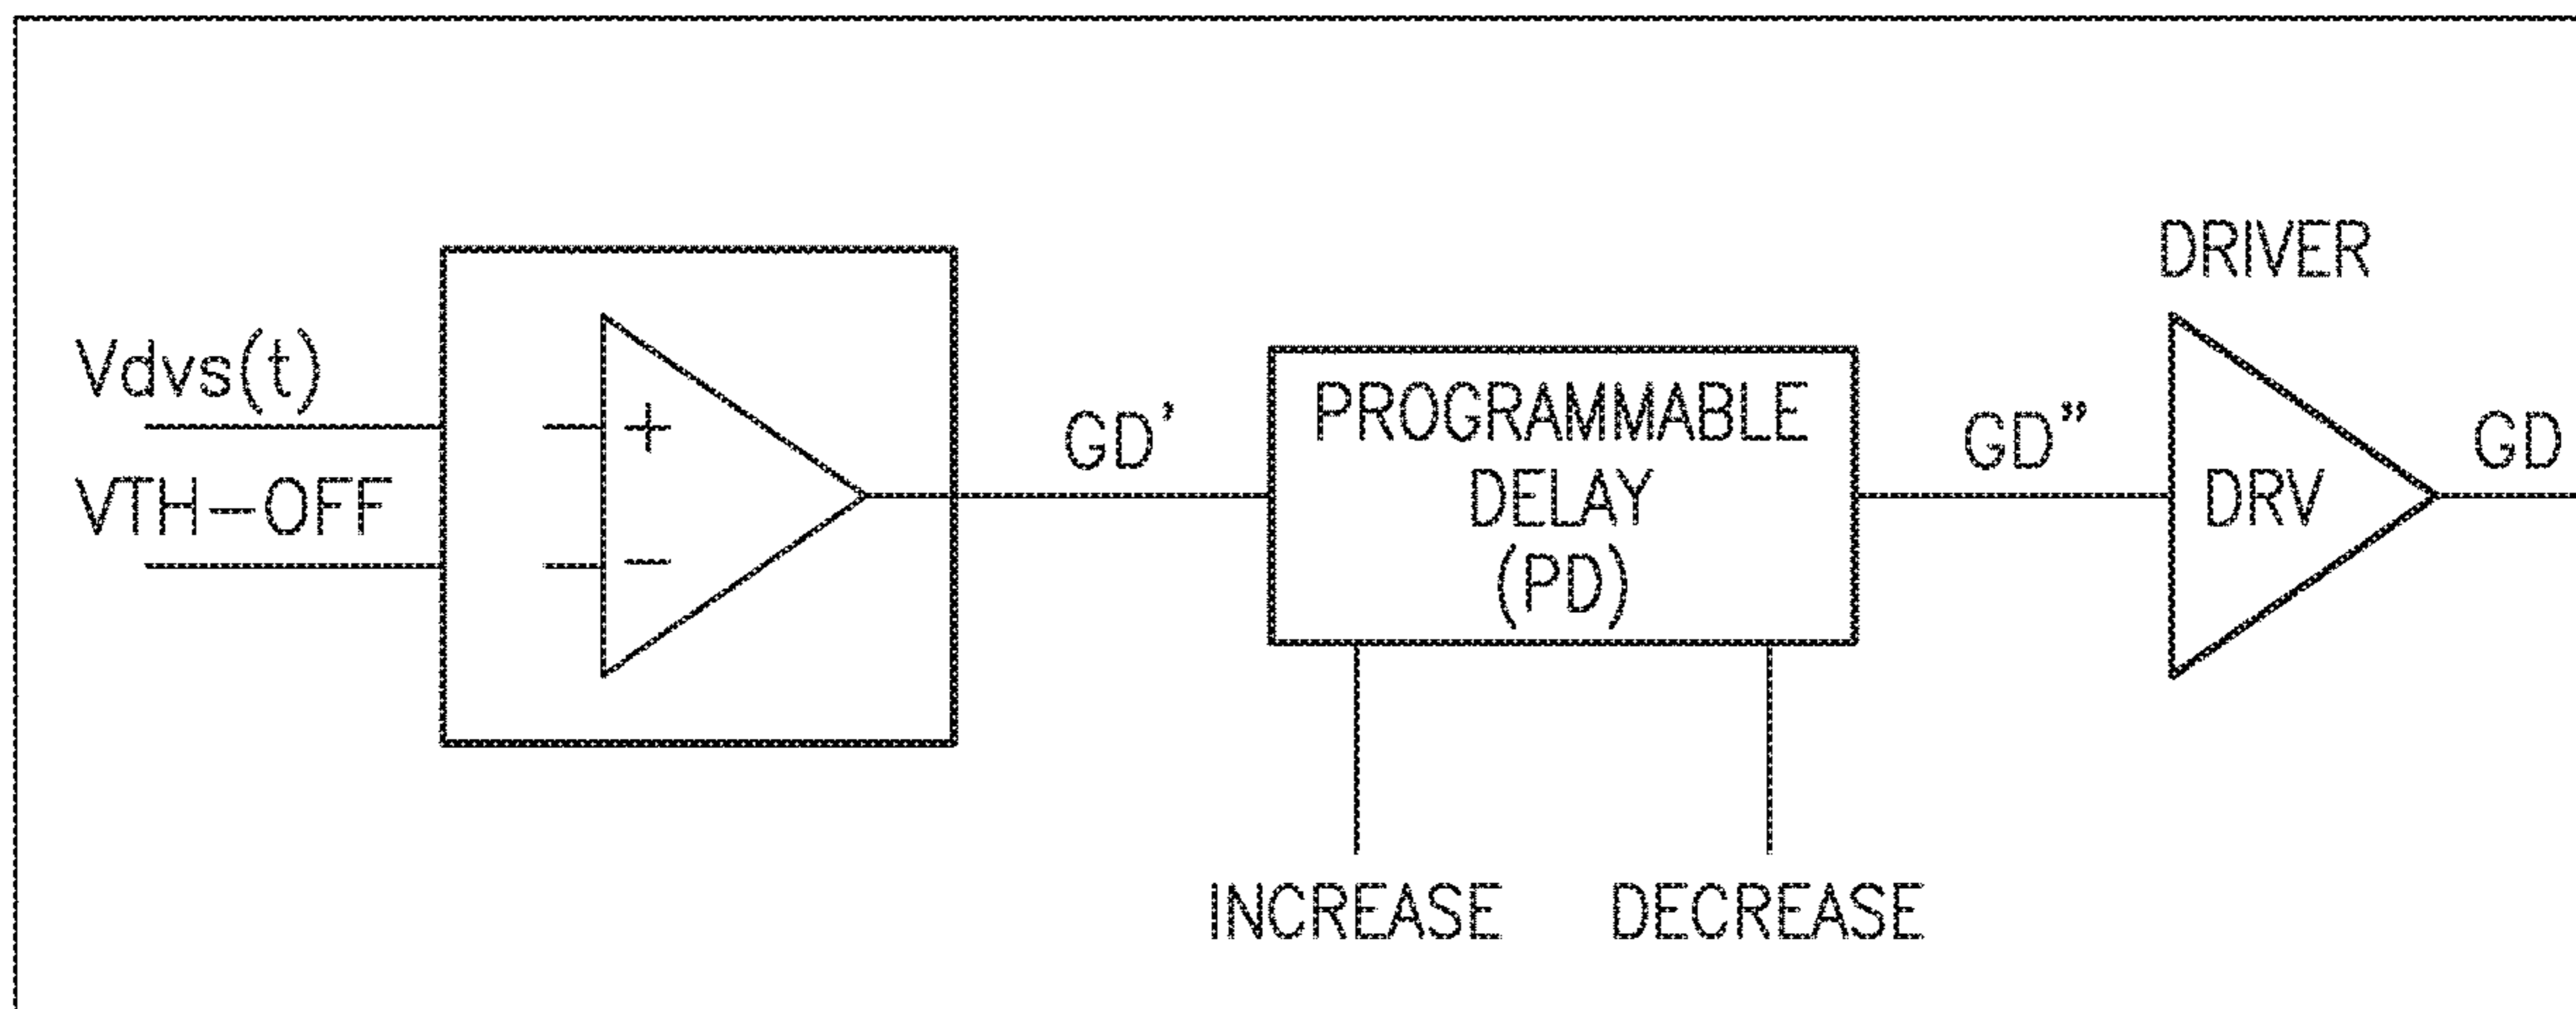 DRIVER
Vdvs(t)
+
GD'
PROGRAMMABLE
DELAY
(PD)
GD"
DRV
GD
VTH-OFF
−
INCREASE
DECREASE